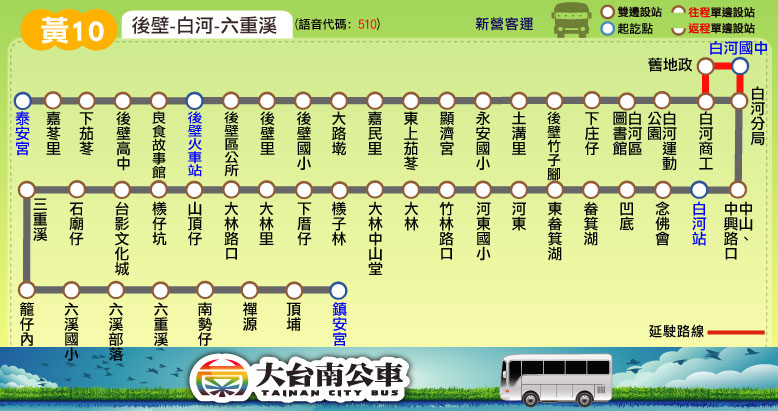 黃10
後壁-白河-六重溪
(語音代碼: 510)
新營客運
雙邊設站
往程單邊設站
起訖點
返程單邊設站
白河國中
舊地政
泰安宮
嘉苳里
下茄苳
後壁高中
良食故事館
後壁火車站
後壁區公所
後壁里
後壁國小
大路墘
嘉民里
東上茄苳
顯濟宮
永安國小
土溝里
後壁竹子腳
下庄仔
白河區圖書館
白河運動公園
白河商工
白河分局
三重溪
石廟仔
台影文化城
檨仔坑
山頂仔
大林路口
大林里
下厝仔
檨子林
大林中山堂
大林
竹林路口
河東國小
河東
東畚箕湖
畚箕湖
凹底
念佛會
白河站
中山、中興路口
籠仔內
六溪國小
六溪部落
六重溪
南勢仔
禪源
頂埔
鎮安宮
延駛路線
大台南公車
TAINAN CITY BUS